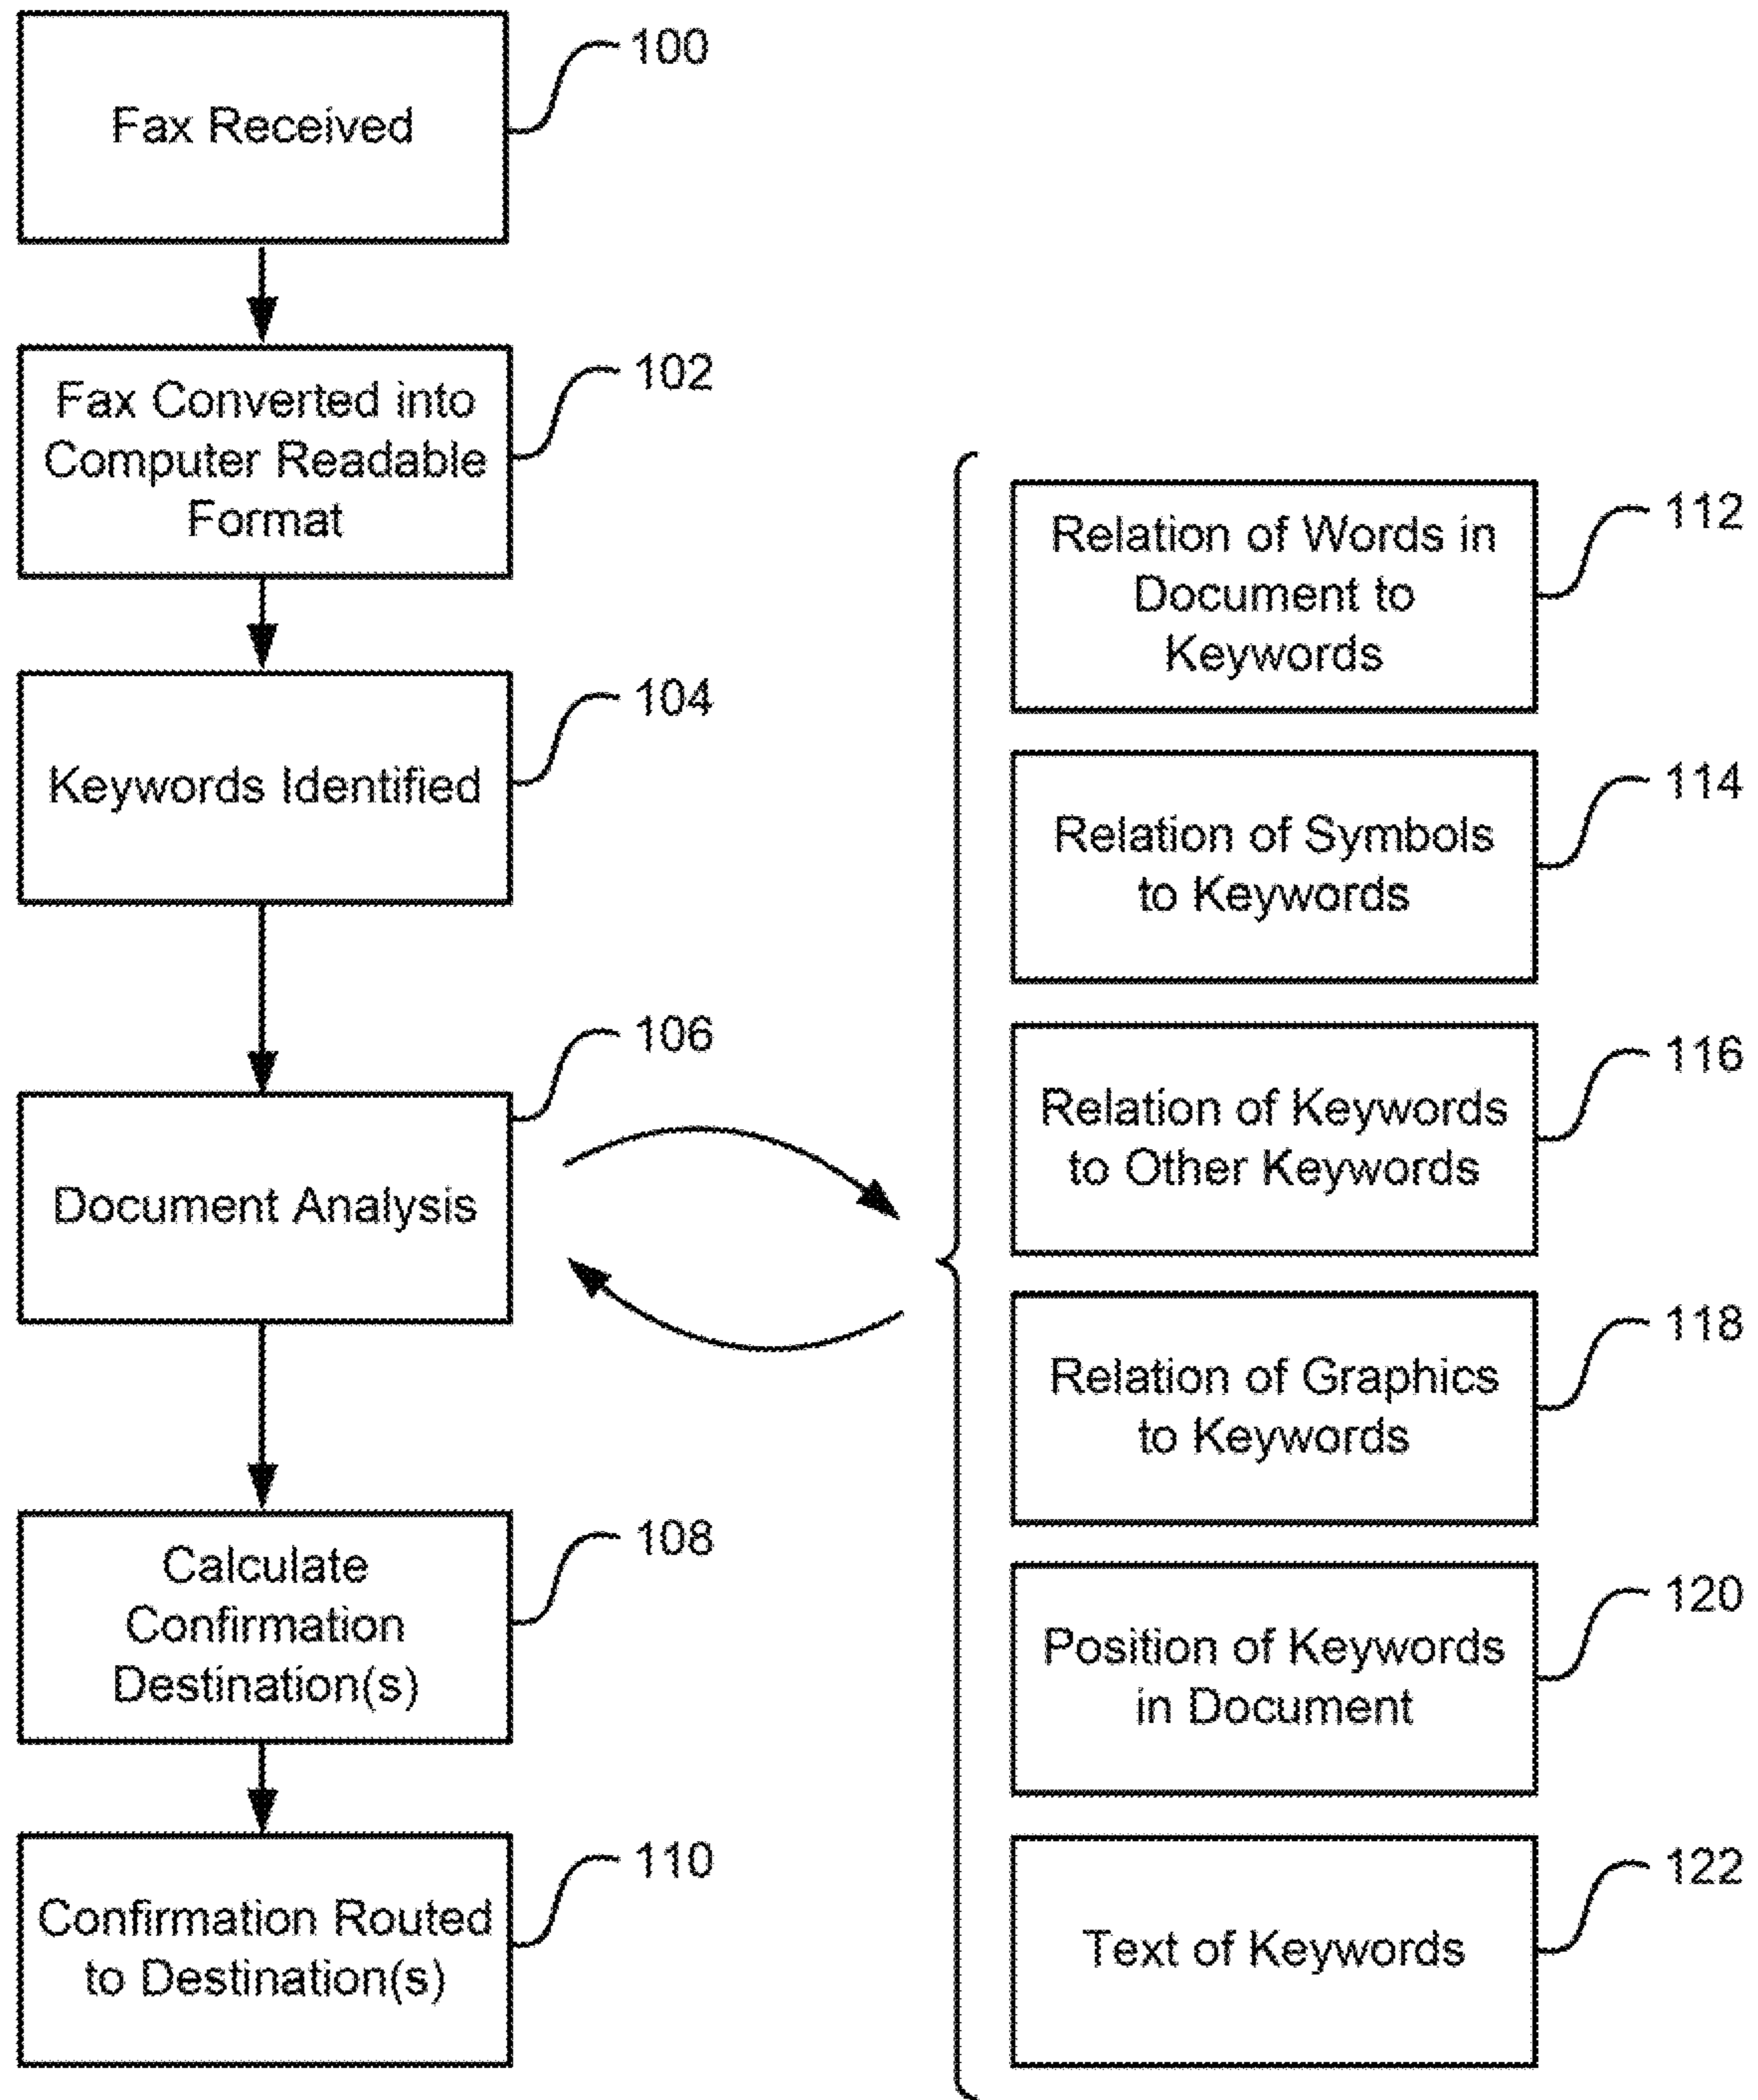 Fax Received
100
Fax Converted into
Computer Readable
Format
102
Keywords Identified
104
Document Analysis
106
Calculate
Confirmation
Destination(s)
108
Confirmation Routed
to Destination(s)
110
Relation of Words in
Document to
Keywords
112
Relation of Symbols
to Keywords
114
Relation of Keywords
to Other Keywords
116
Relation of Graphics
to Keywords
118
Position of Keywords
in Document
120
Text of Keywords
122